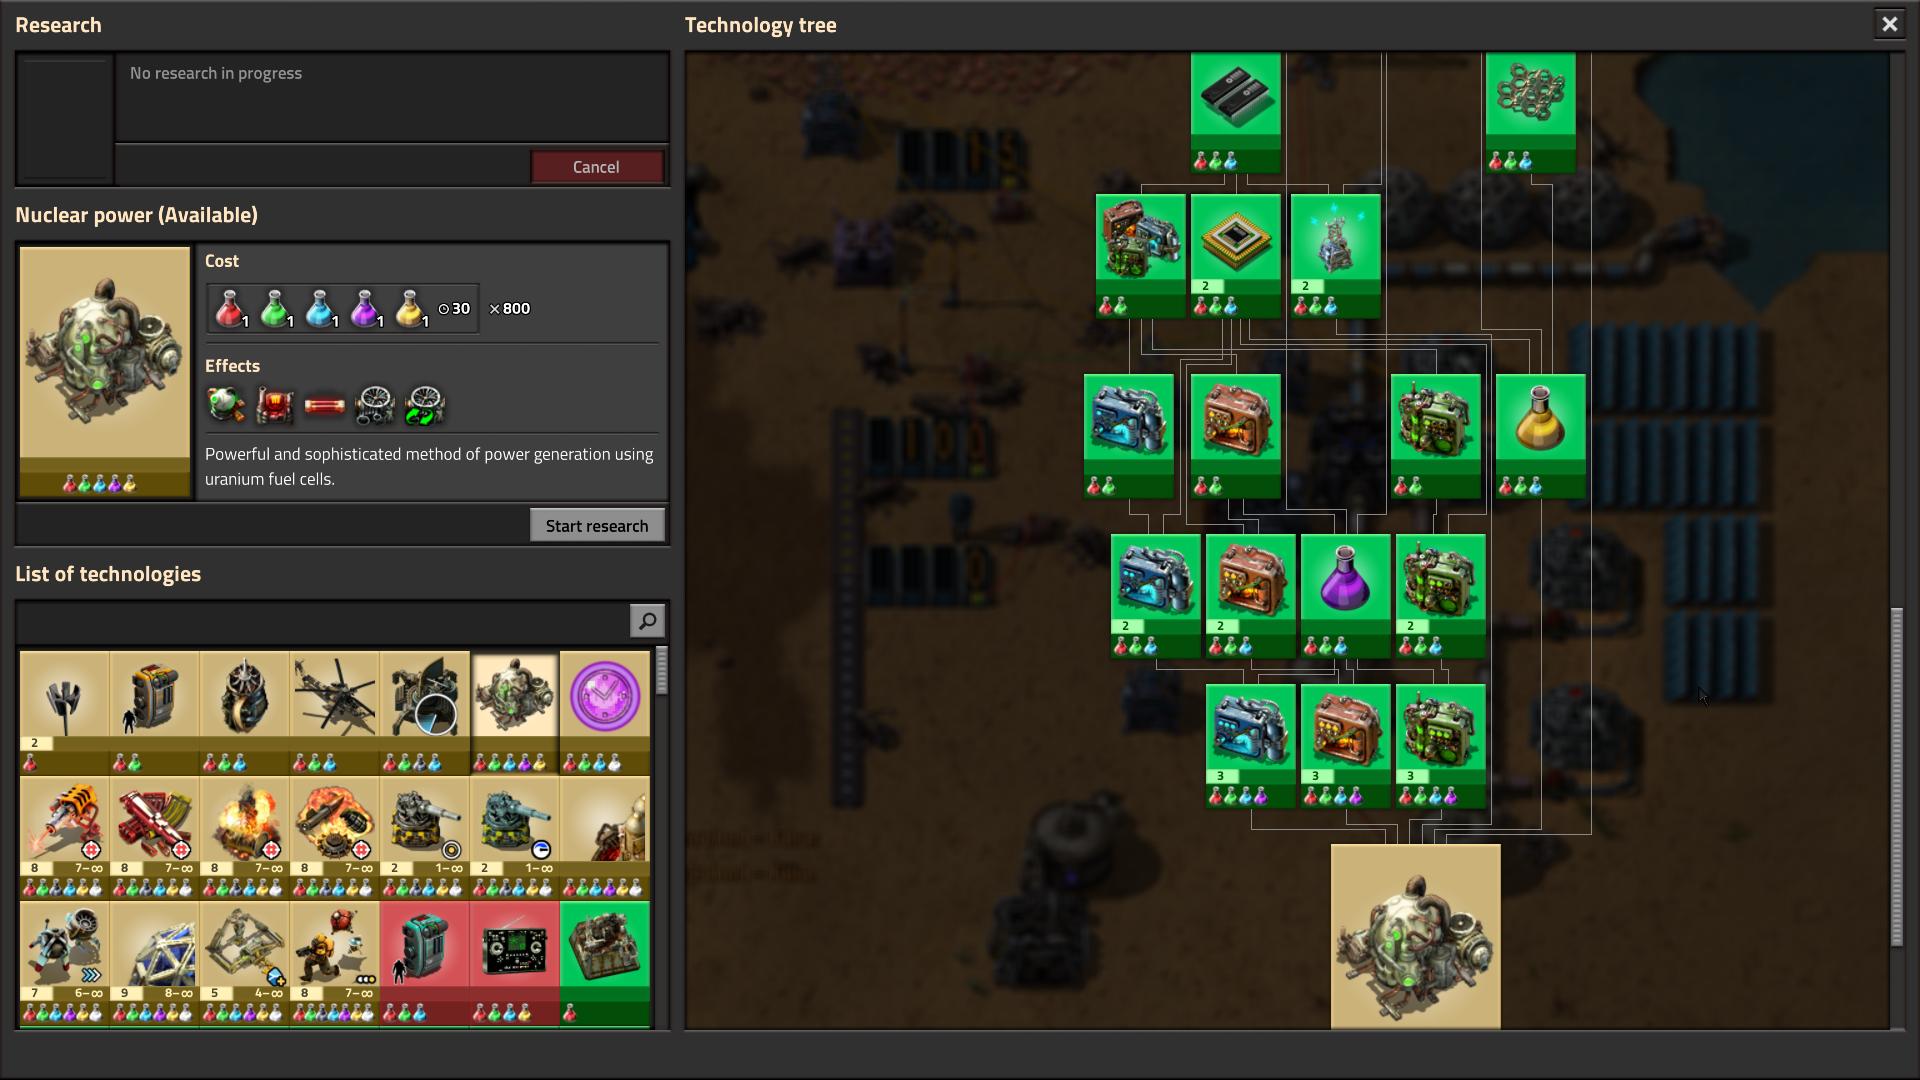 Research
Technology tree
No research in progress
Cancel
Nuclear power (Available)
Cost
1 1 1 1 1 30 ×800
Effects
Powerful and sophisticated method of power generation using
uranium fuel cells.
Start research
List of technologies
2
8 7-∞ 8 7-∞ 8 7-∞ 8 7-∞ 2 1-∞ 2 1-∞
7 6-∞ 9 8-∞ 5 4-∞ 8 7-∞
2 2
2 2 2
3 3 3